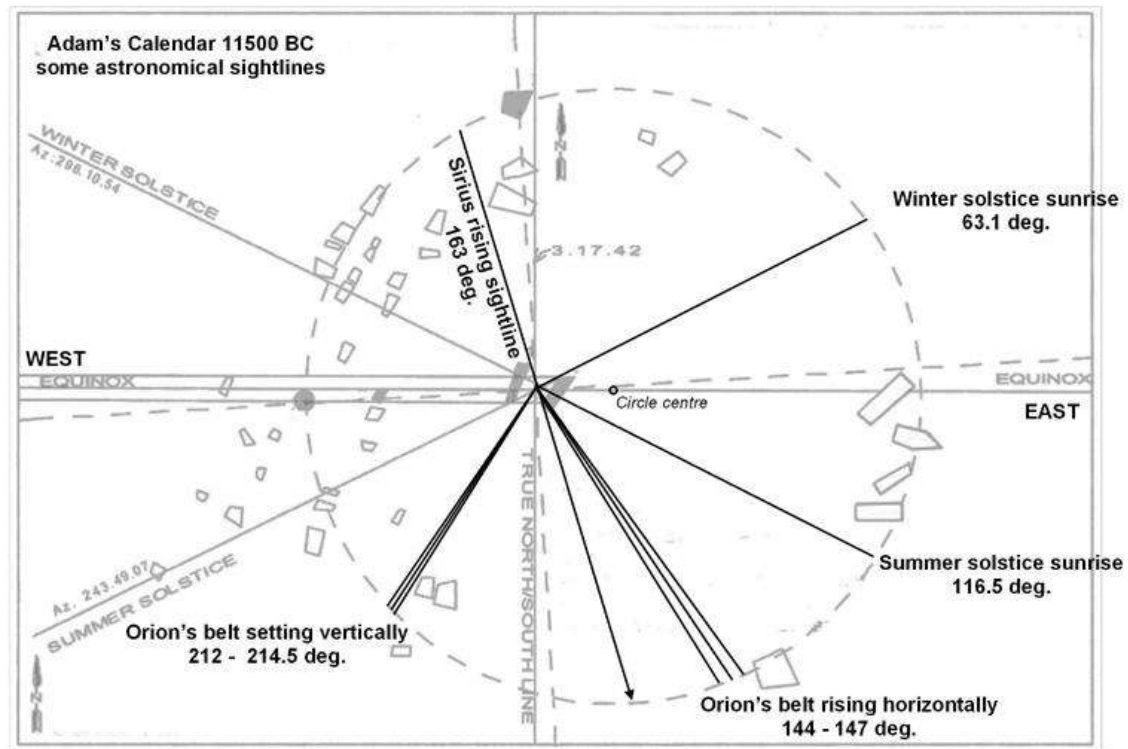 Adam's Calendar 11500 BC
some astronomical sightlines
N
WINTER SOLSTICE
Az:296.10.54
Sirius rising sightline
163 deg.
Winter solstice sunrise
63.1 deg.
3.17.42
WEST
EQUINOX
EQUINOX
EAST
Circle centre
TRUE NORTH/SOUTH LINE
Az. 243.49.07
SUMMER SOLSTICE
Summer solstice sunrise
116.5 deg.
Orion's belt setting vertically
212 - 214.5 deg.
N
Orion's belt rising horizontally
144 - 147 deg.